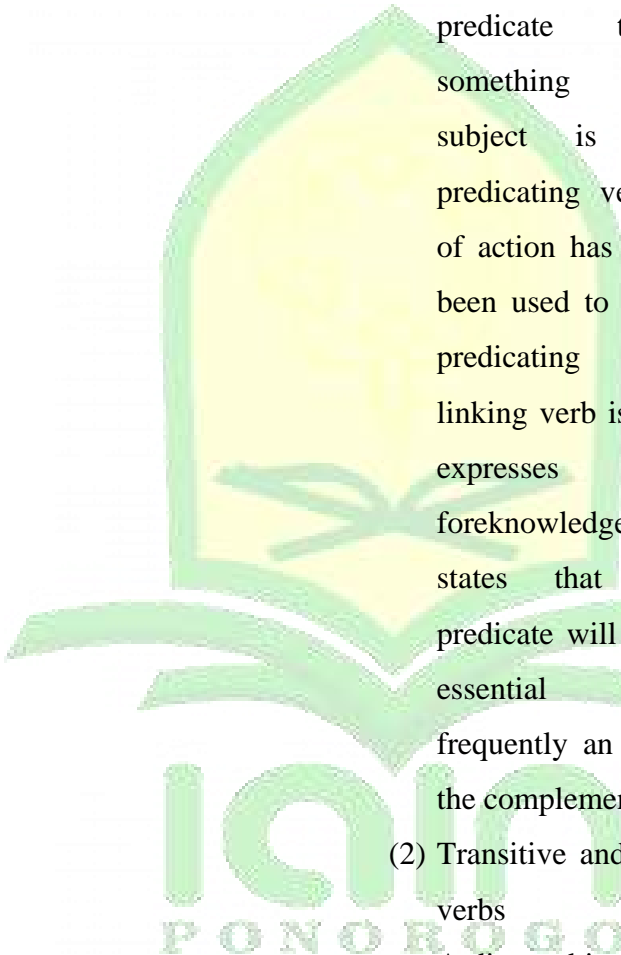 predicate
something
subject is
predicating
of action has
been used to
predicating
linking verb is
expresses
foreknowledge
states that
predicate will
essential
frequently an
the complemen
(2) Transitive and
verbs
iain
PONOROGO